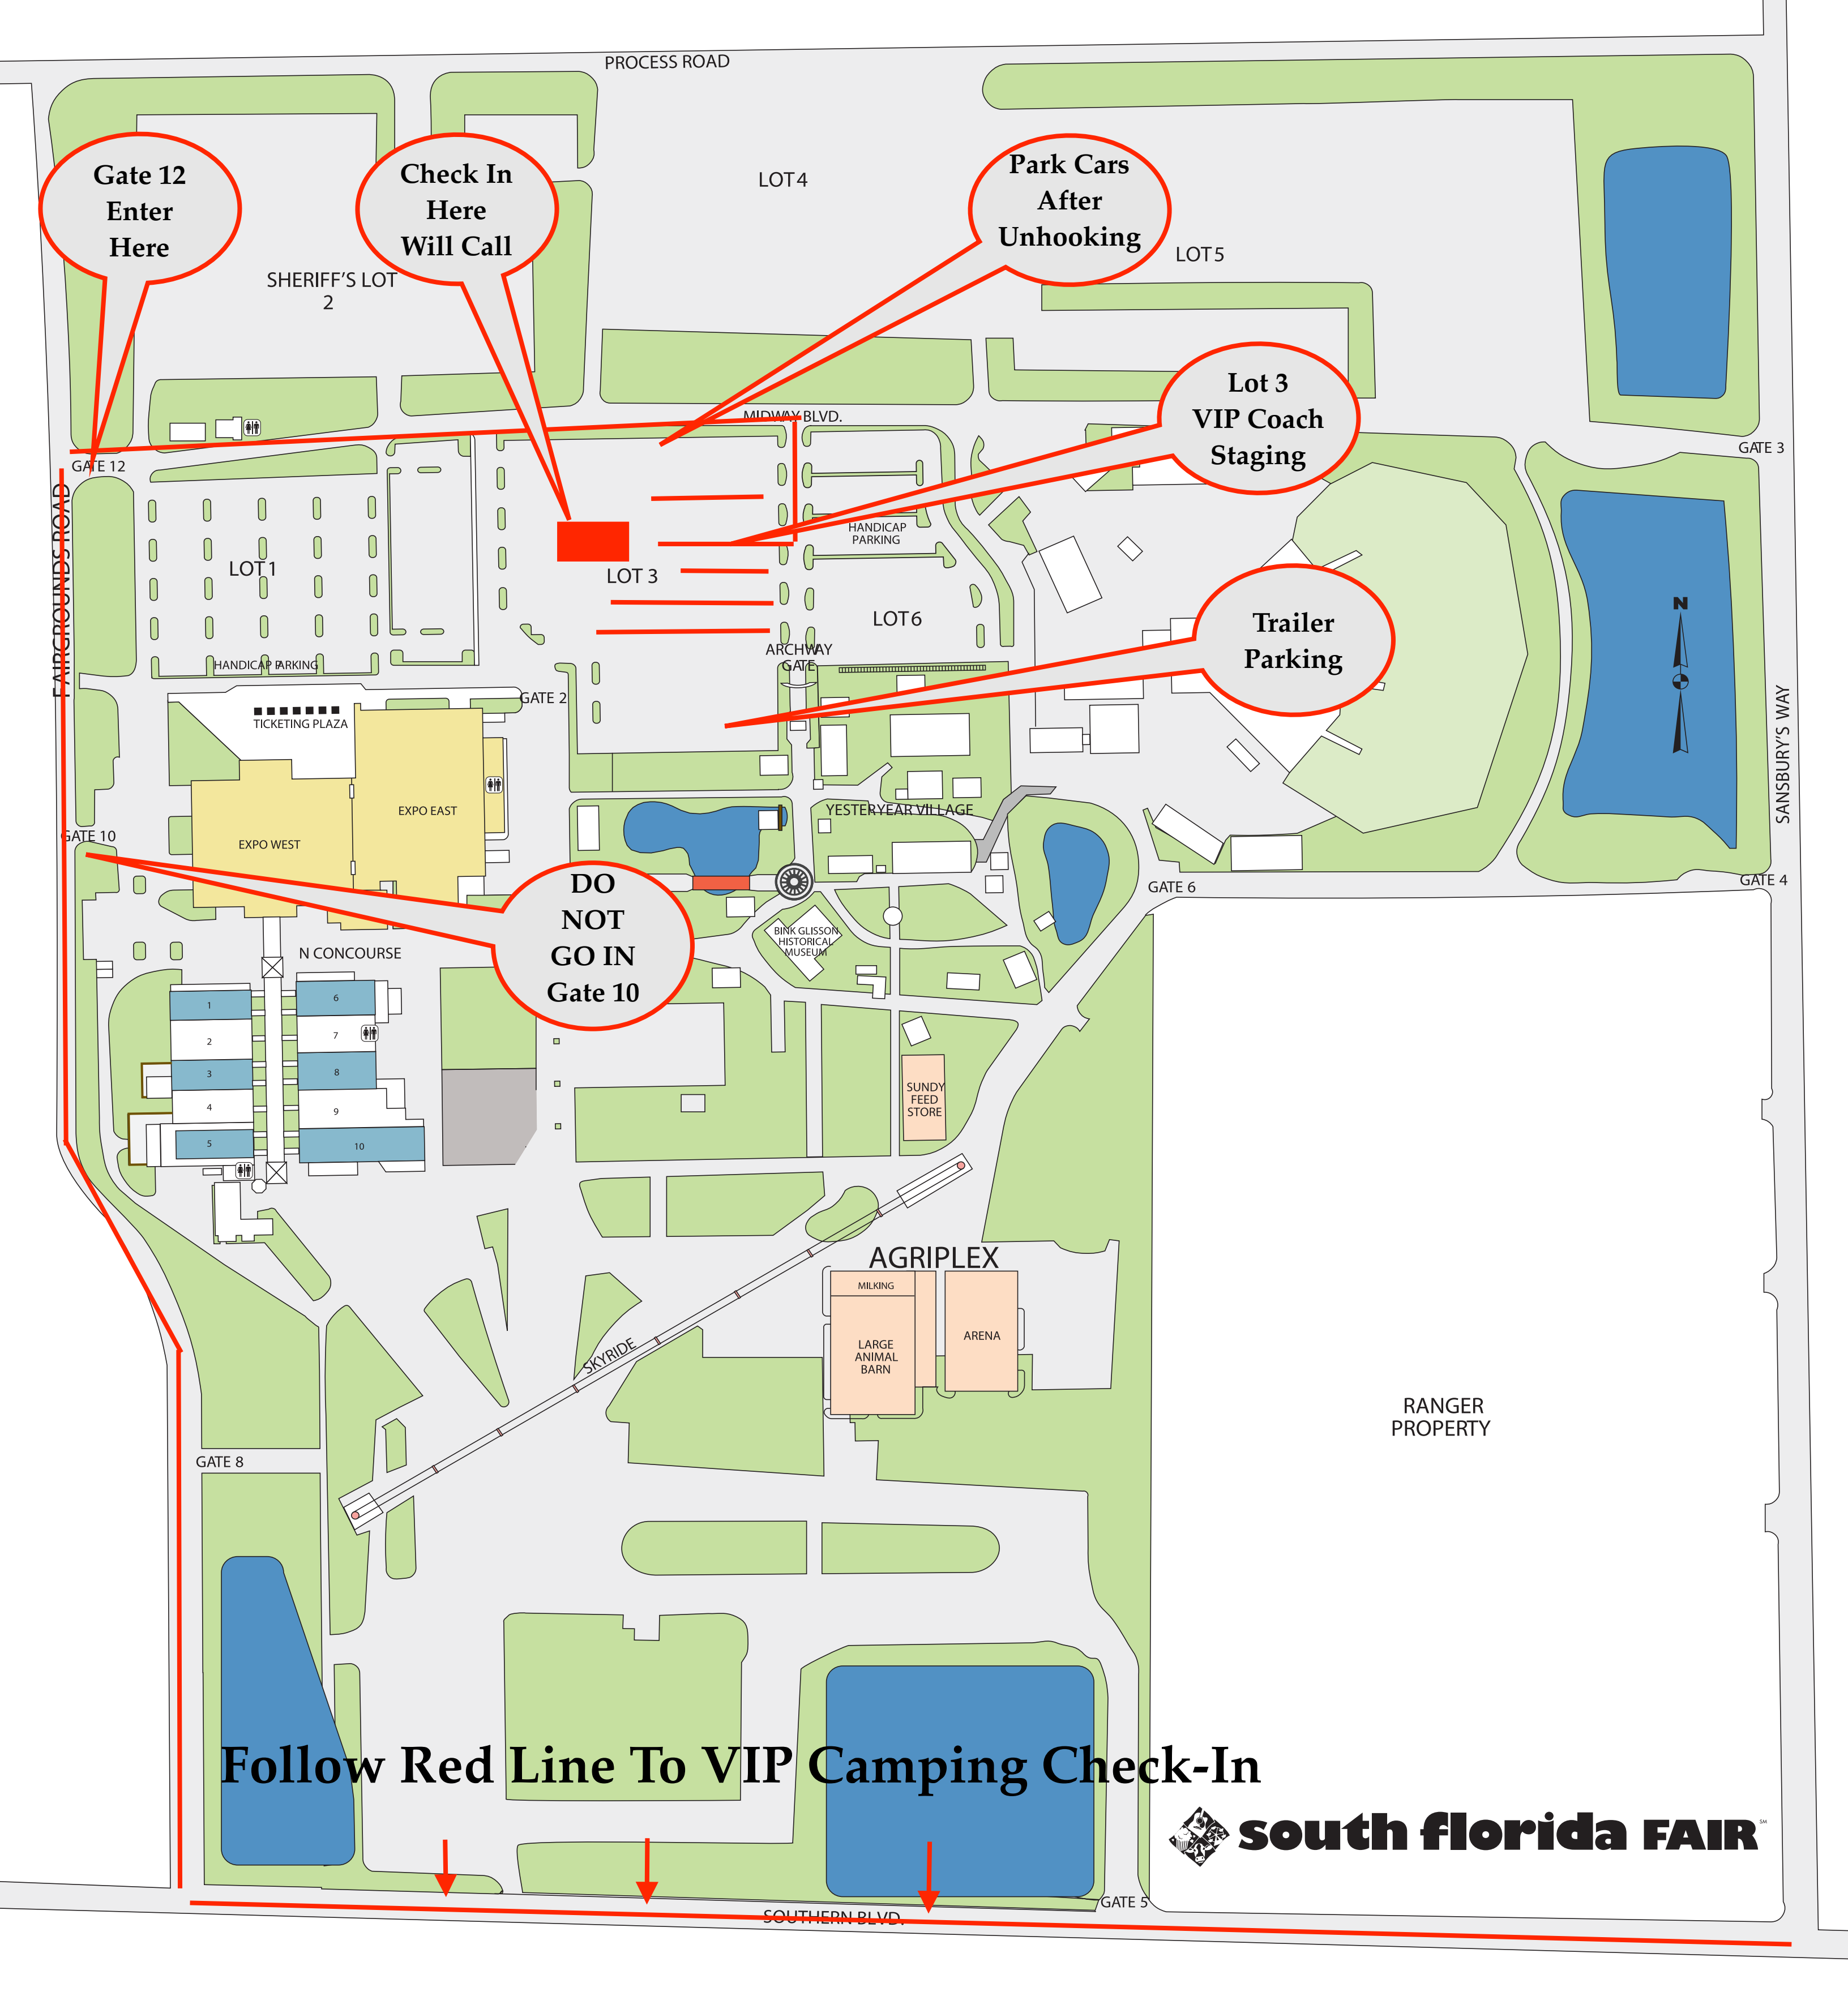 PROCESS ROAD
Gate 12
Enter
Here
Check In
Here
Will Call
Park Cars
After
Unhooking
LOT 4
LOT 5
SHERIFF'S LOT
2
Lot 3
VIP Coach
Staging
MIDWAY BLVD.
GATE 12
GATE 3
FAIRGROUNDS ROAD
HANDICAP
PARKING
LOT 1
LOT 3
LOT 6
N
Trailer
Parking
ARCHWAY
GATE
HANDICAP PARKING
GATE 2
TICKETING PLAZA
SANSBURY'S WAY
EXPO EAST
YESTERYEAR VILLAGE
GATE 10
EXPO WEST
DO
NOT
GO IN
Gate 10
GATE 6
GATE 4
BINK GLISSON
HISTORICAL
MUSEUM
N CONCOURSE
1
6
2
7
3
8
4
9
5
10
SUNDY
FEED
STORE
AGRIPLEX
MILKING
LARGE
ANIMAL
BARN
ARENA
SKYRIDE
RANGER
PROPERTY
GATE 8
Follow Red Line To VIP Camping Check-In
south florida FAIR SM
GATE 5
SOUTHERN BLVD.